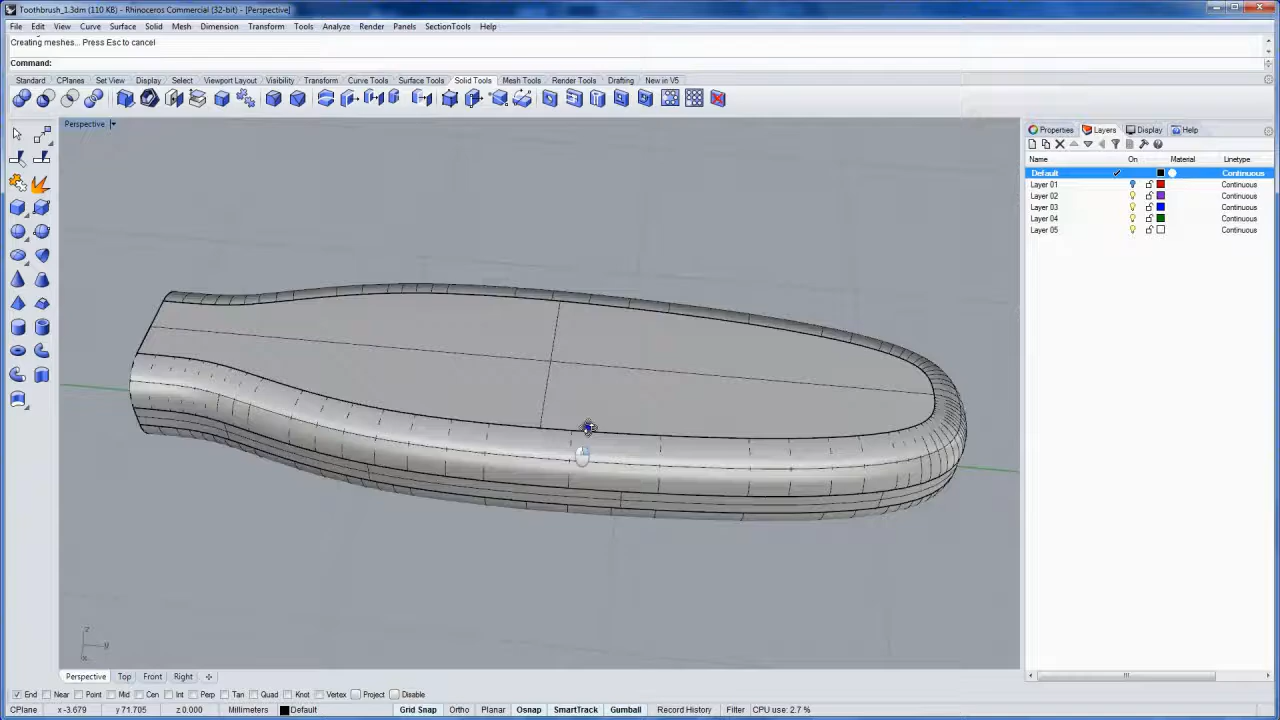 Toothbrush_1.3dm (110 KB) - Rhinoceros Commercial (32-bit) - [Perspective]
File Edit View Curve Surface Solid Mesh Dimension Transform Tools Analyze Render Panels SectionTools Help
Creating meshes... Press Esc to cancel
Command:
Standard CPlanes Set View Display Select Viewport Layout Visibility Transform Curve Tools Surface Tools Solid Tools Mesh Tools Render Tools Drafting New in V5
Perspective
Properties Layers Display Help
Name On Material Linetype
Default Continuous
Layer 01 Continuous
Layer 02 Continuous
Layer 03 Continuous
Layer 04 Continuous
Layer 05 Continuous
z
y
x
Perspective Top Front Right
End Near Point Mid Cen Int Perp Tan Quad Knot Vertex Project Disable
CPlane x -3.679 y 71.705 z 0.000 Millimeters Default Grid Snap Ortho Planar Osnap SmartTrack Gumball Record History Filter CPU use: 2.7 %